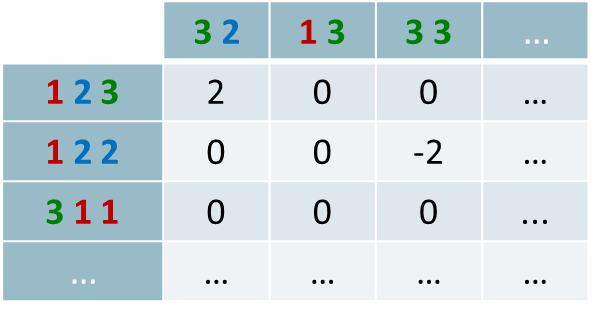 3 2 1 3 3 3 ...
1 2 3 2 0 0 ...
1 2 2 0 0 -2 ...
3 1 1 0 0 0 ...
... ... ... ... ...